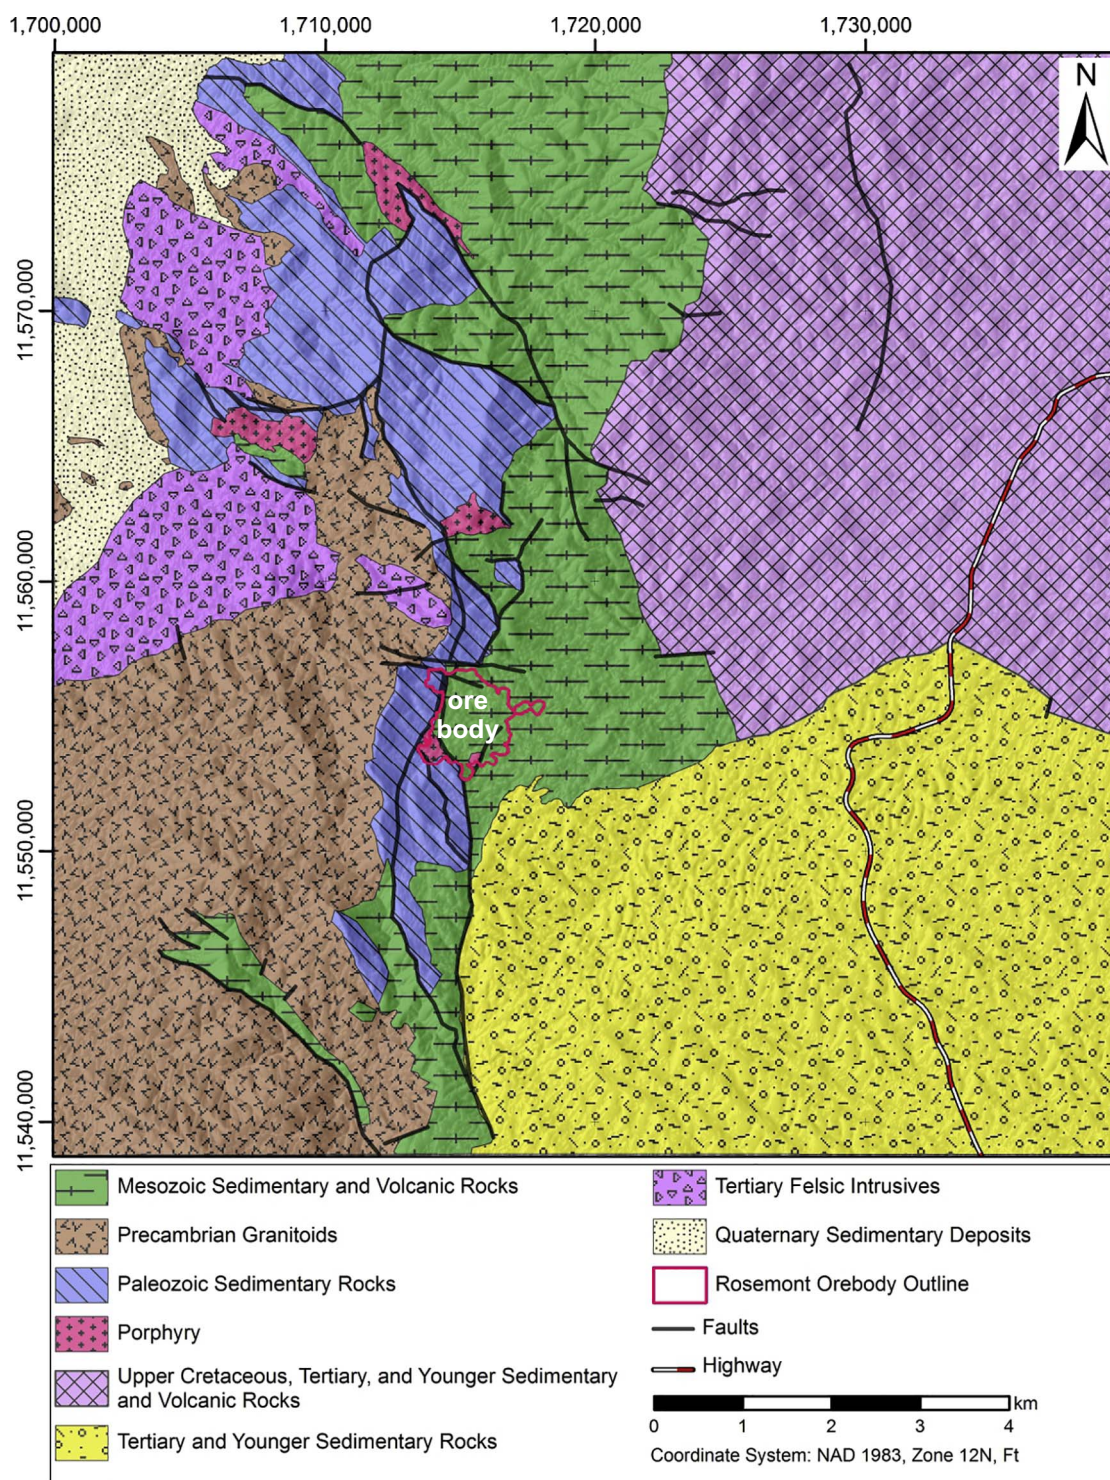 1,700,000 1,710,000 1,720,000 1,730,000
N
11,570,000
11,560,000
11,550,000
11,540,000
ore
body
Mesozoic Sedimentary and Volcanic Rocks
Precambrian Granitoids
Paleozoic Sedimentary Rocks
Porphyry
Upper Cretaceous, Tertiary, and Younger Sedimentary
and Volcanic Rocks
Tertiary and Younger Sedimentary Rocks
Tertiary Felsic Intrusives
Quaternary Sedimentary Deposits
Rosemont Orebody Outline
Faults
Highway
km
0 1 2 3 4
Coordinate System: NAD 1983, Zone 12N, Ft